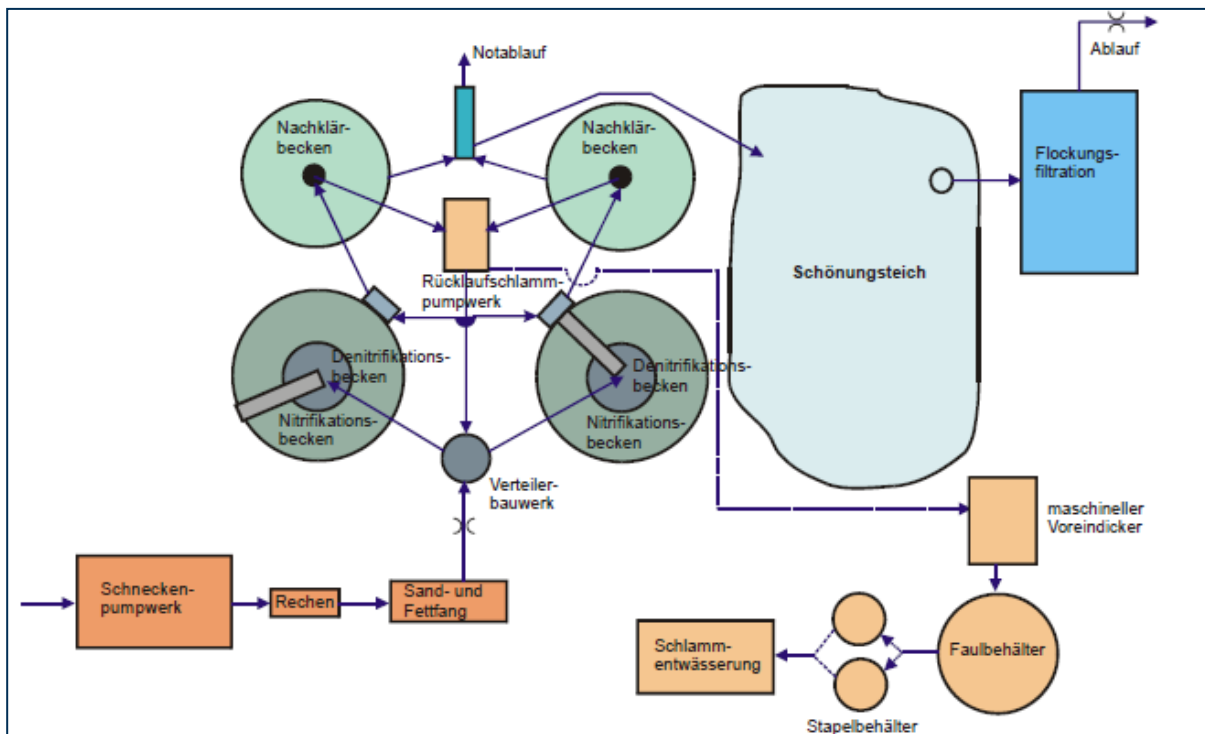 Notablauf
Ablauf
Nachklär-
becken
Nachklär-
becken
Flockungs-
filtration
Rücklaufschlamm-
pumpwerk
Schönungsteich
Denitrifikations-
becken
Denitrifikations-
becken
Nitrifikations-
becken
Nitrifikations-
becken
Verteiler-
bauwerk
maschineller
Voreindicker
Schnecken-
pumpwerk
Rechen
Sand- und
Fettfang
Schlamm-
entwässerung
Faulbehälter
Stapelbehälter